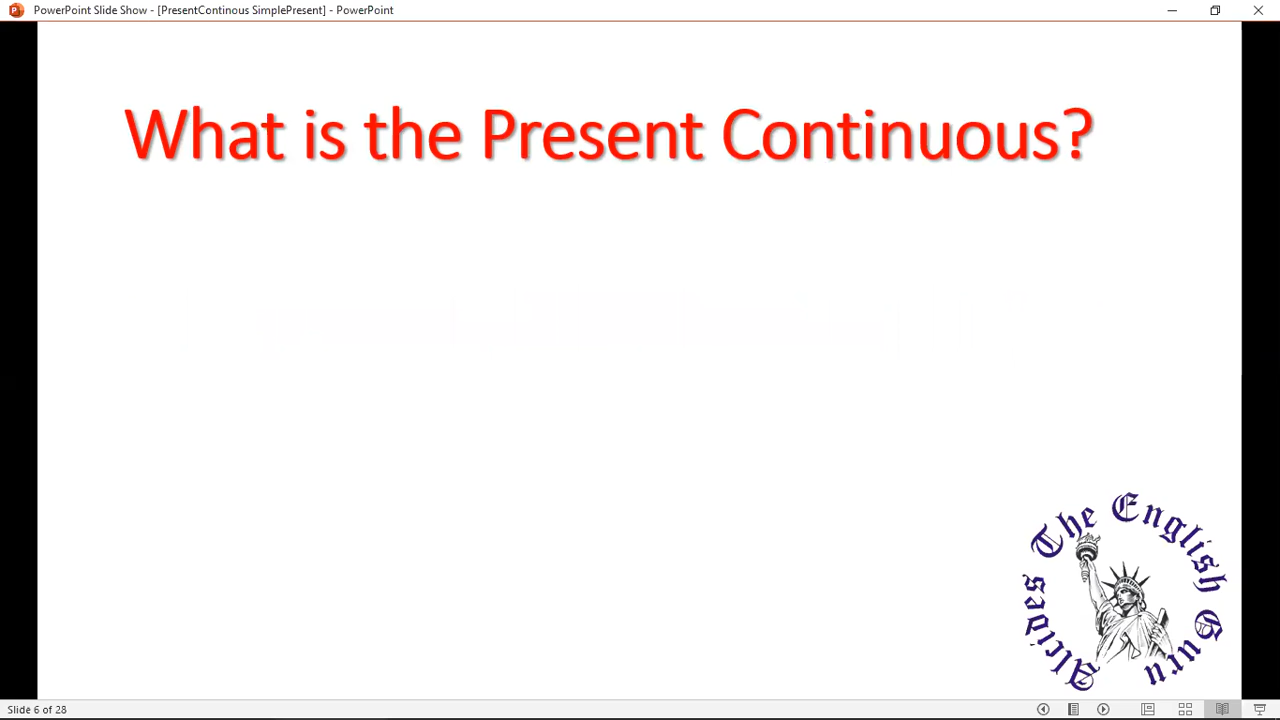 PowerPoint Slide Show - [PresentContinous SimplePresent] - PowerPoint
What is the Present Continuous?
Alcides The English Guru
Slide 6 of 28